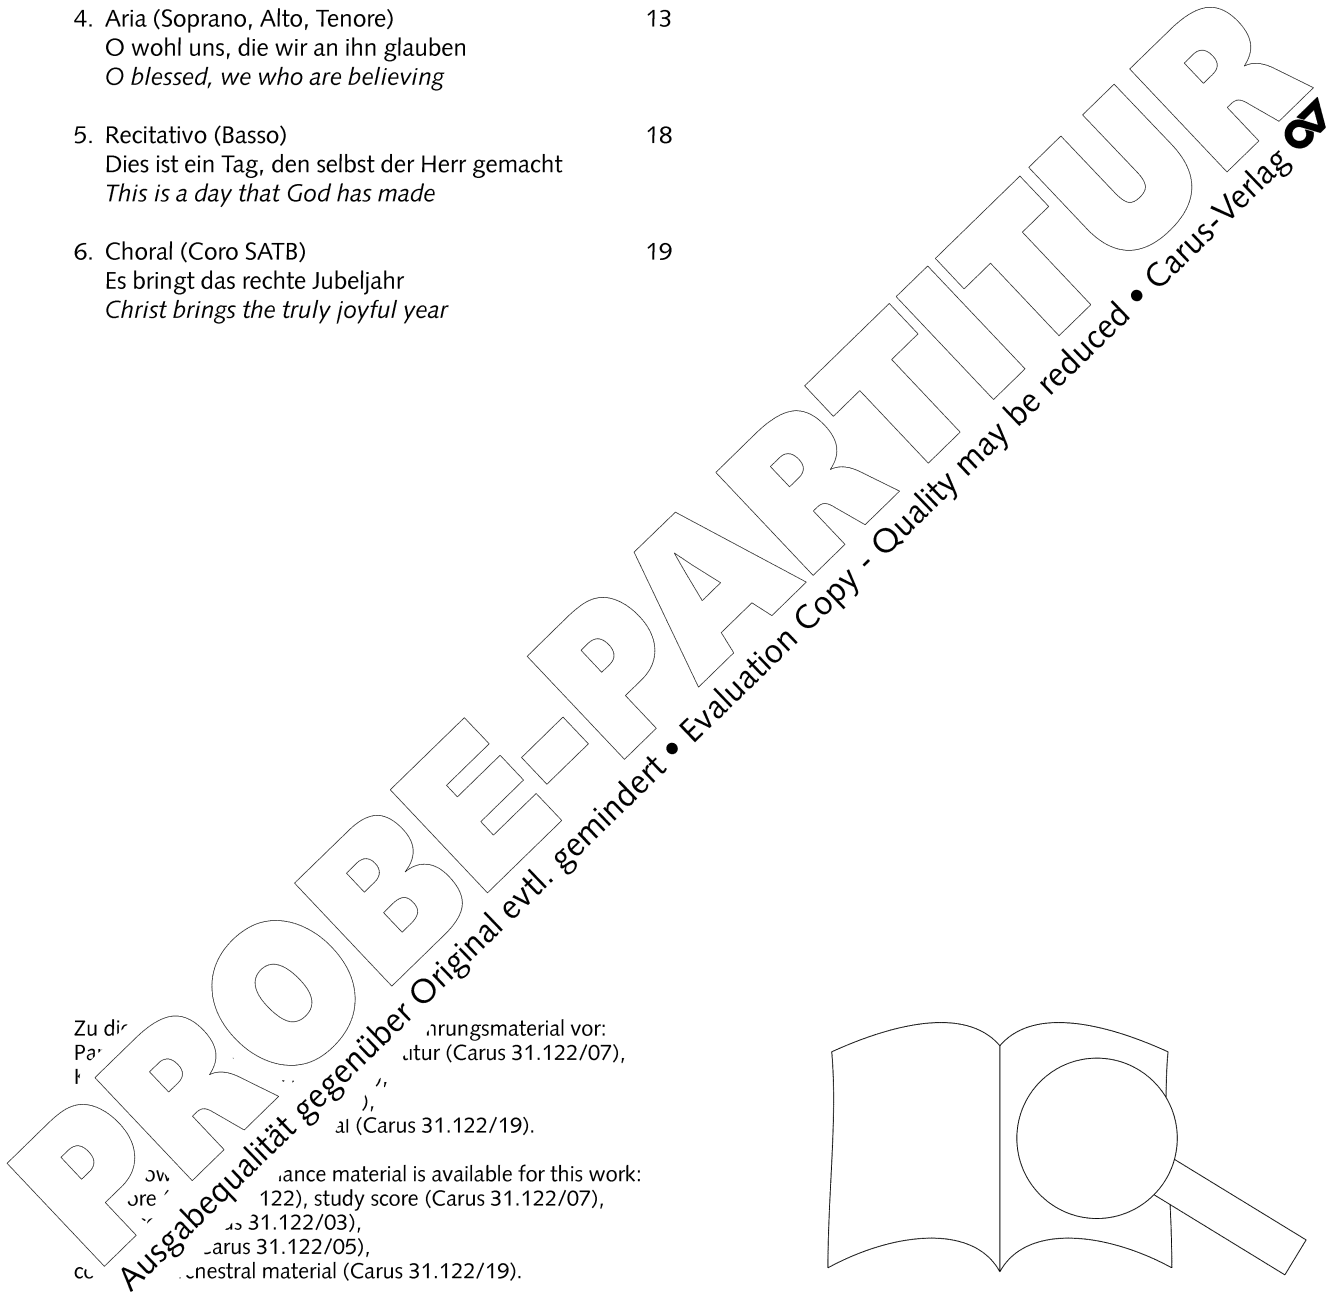 4. Aria (Soprano, Alto, Tenore) 13
O wohl uns, die wir an ihn glauben
O blessed, we who are believing
5. Recitativo (Basso) 18
Dies ist ein Tag, den selbst der Herr gemacht
This is a day that God has made
6. Choral (Coro SATB) 19
Es bringt das rechte Jubeljahr
Christ brings the truly joyful year
PROBE-PARTITUR
Ausgabequalität gegenüber Original evtl. gemindert • Evaluation Copy - Quality may be reduced • Carus-Verlag
Zu
vor:
(Carus 31.122/07),
(Carus 31.122/19).
material is available for this work:
122), study score (Carus 31.122/07),
31.122/03),
31.122/05),
material (Carus 31.122/19).